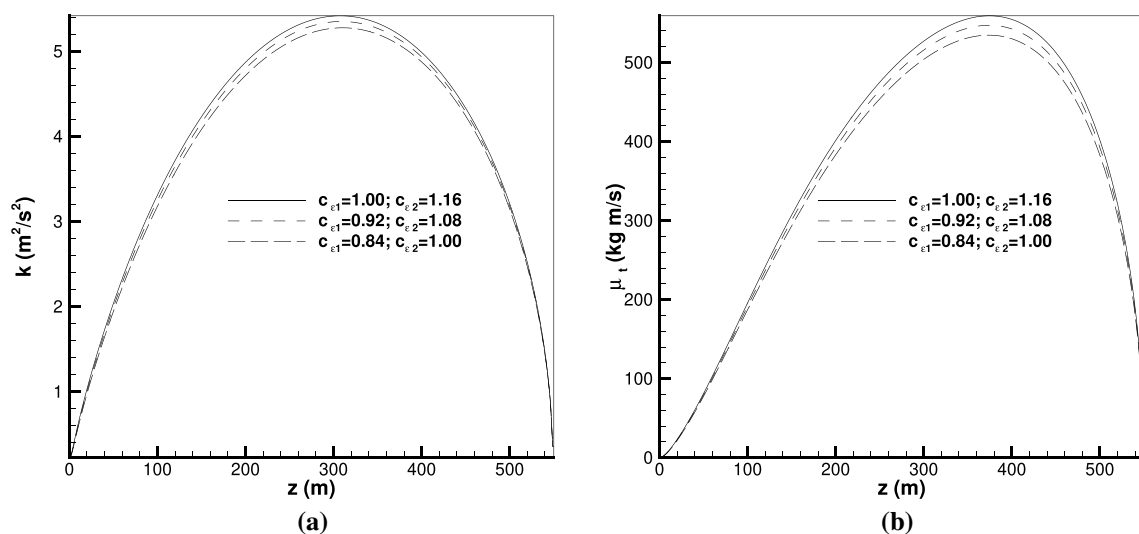 5
4
3
2
1
k (m²/s²)
c ε1=1.00; c ε2=1.16
c ε1=0.92; c ε2=1.08
c ε1=0.84; c ε2=1.00
0 100 200 300 400 500
z (m)
(a)
500
400
300
200
100
0
μ t (kg m/s)
c ε1=1.00; c ε2=1.16
c ε1=0.92; c ε2=1.08
c ε1=0.84; c ε2=1.00
0 100 200 300 400 500
z (m)
(b)